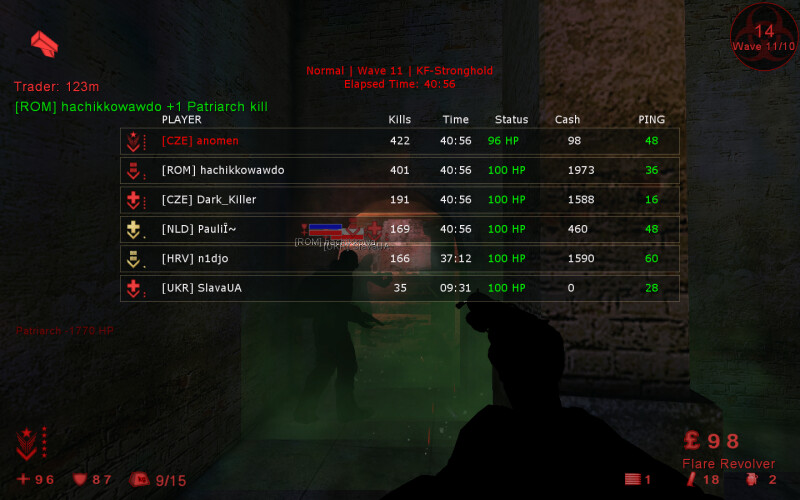 14
Wave 11/10
Normal | Wave 11 | KF-Stronghold
Elapsed Time: 40:56
Trader: 123m
[ROM] hachikkowawdo +1 Patriarch kill
PLAYER Kills Time Status Cash PING
[CZE] anomen 422 40:56 96 HP 98 48
[ROM] hachikkowawdo 401 40:56 100 HP 1973 36
[CZE] Dark_Killer 191 40:56 100 HP 1588 16
[NLD] PauliÎ~ 169 40:56 100 HP 460 48
[HRV] n1djo 166 37:12 100 HP 1590 60
[UKR] SlavaUA 35 09:31 100 HP 0 28
[ROM]
Patriarch -1770 HP
£98
Flare Revolver
96 87 9/15 1 18 2